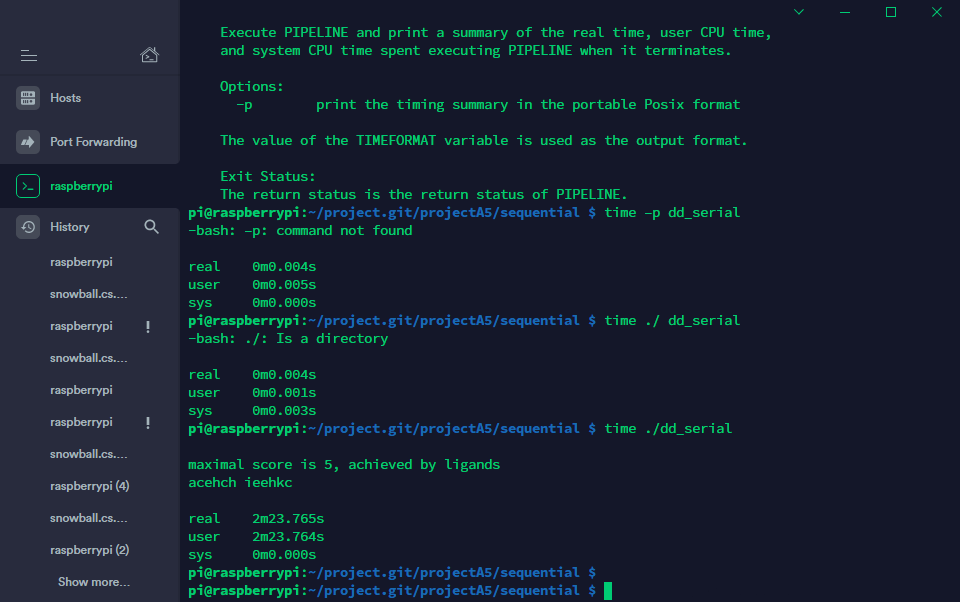 Hosts
Port Forwarding
raspberrypi
History
raspberrypi
snowball.cs....
raspberrypi !
snowball.cs....
raspberrypi
raspberrypi !
snowball.cs....
raspberrypi (4)
snowball.cs....
raspberrypi (2)
Show more...
Execute PIPELINE and print a summary of the real time, user CPU time,
and system CPU time spent executing PIPELINE when it terminates.
Options:
-p print the timing summary in the portable Posix format
The value of the TIMEFORMAT variable is used as the output format.
Exit Status:
The return status is the return status of PIPELINE.
pi@raspberrypi:~/project.git/projectA5/sequential $ time -p dd_serial
-bash: -p: command not found
real 0m0.004s
user 0m0.005s
sys 0m0.000s
pi@raspberrypi:~/project.git/projectA5/sequential $ time ./ dd_serial
-bash: ./: Is a directory
real 0m0.004s
user 0m0.001s
sys 0m0.003s
pi@raspberrypi:~/project.git/projectA5/sequential $ time ./dd_serial
maximal score is 5, achieved by ligands
acehch ieehkc
real 2m23.765s
user 2m23.764s
sys 0m0.000s
pi@raspberrypi:~/project.git/projectA5/sequential $
pi@raspberrypi:~/project.git/projectA5/sequential $